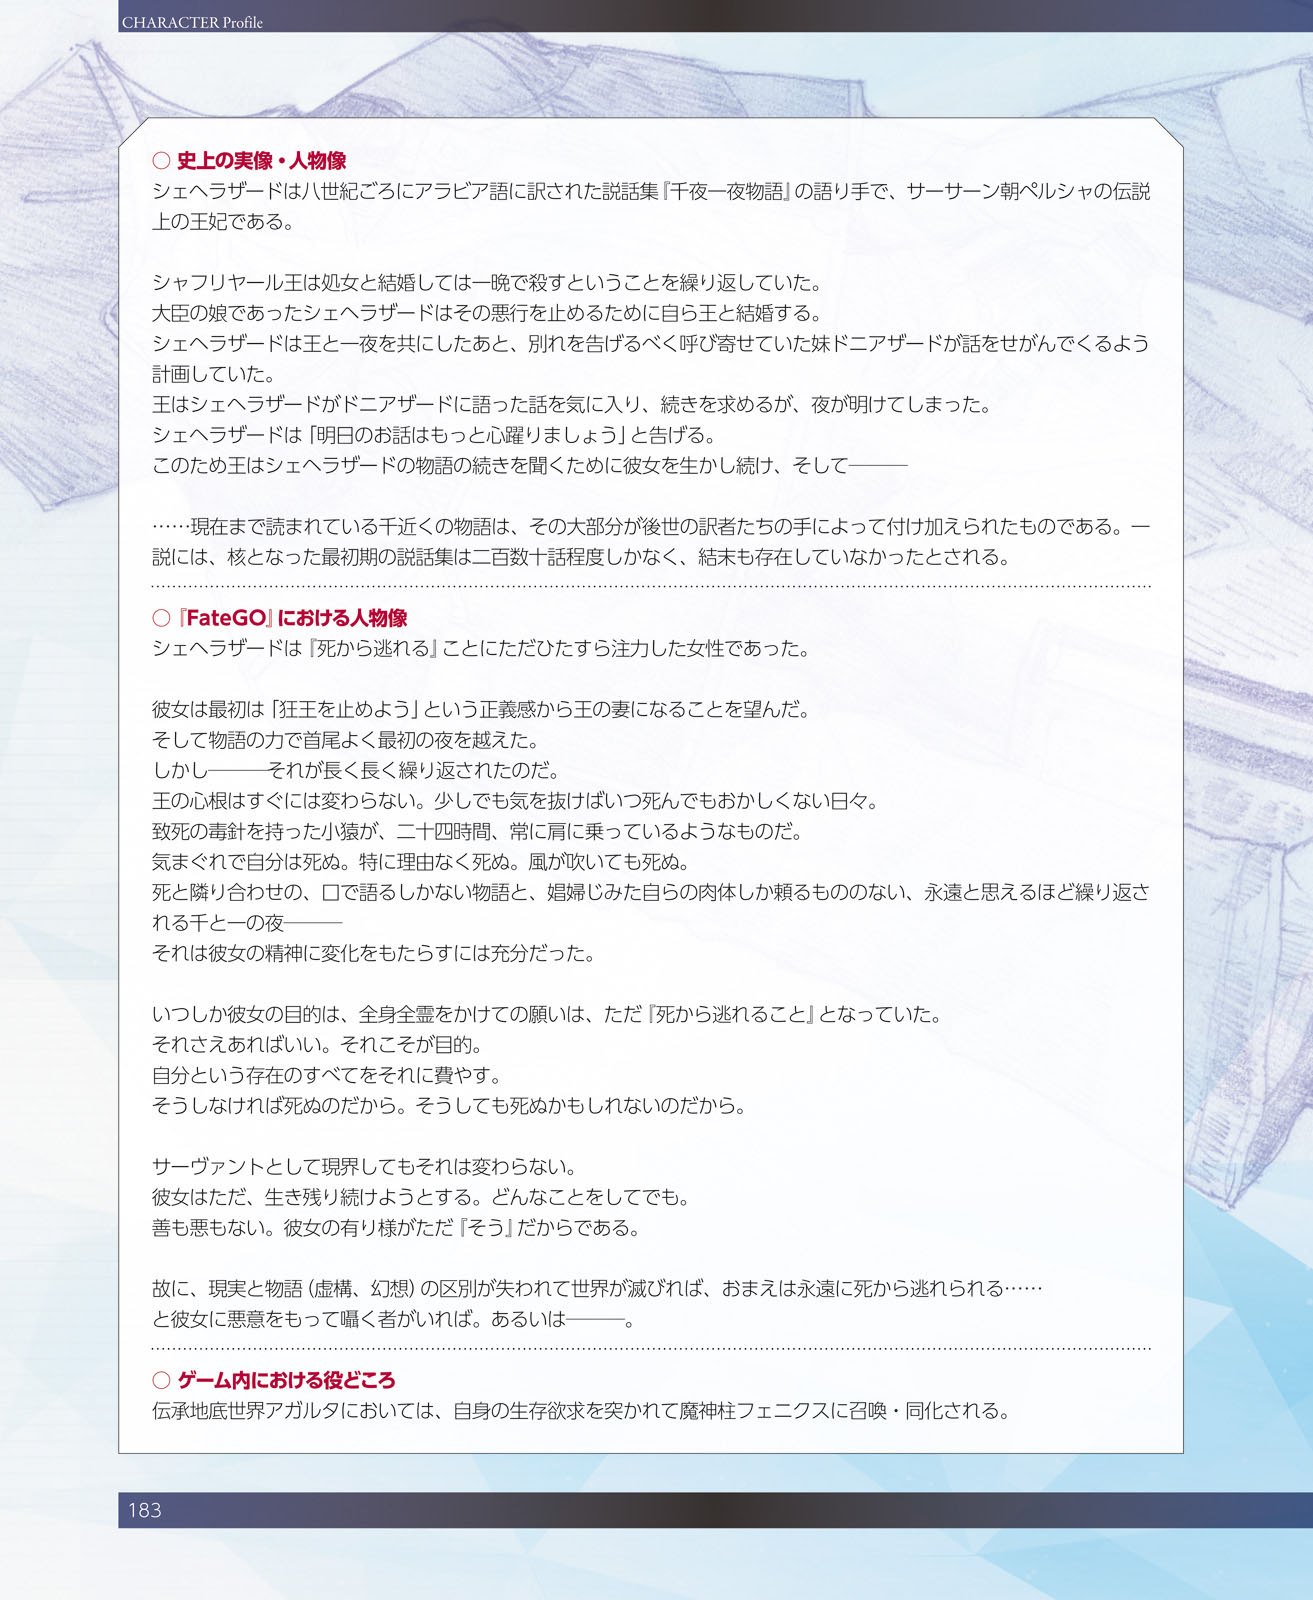 CHARACTER Profile
○ 史上の実像・人物像
シェヘラザードは八世紀ごろにアラビア語に訳された説話集『千夜一夜物語』の語り手で、サーサーン朝ペルシャの伝説
上の王妃である。
シャフリヤール王は処女と結婚しては一晩で殺すということを繰り返していた。
大臣の娘であったシェヘラザードはその悪行を止めるために自ら王と結婚する。
シェヘラザードは王と一夜を共にしたあと、別れを告げるべく呼び寄せていた妹ドニアザードが話をせがんでくるよう
計画していた。
王はシェヘラザードがドニアザードに語った話を気に入り、続きを求めるが、夜が明けてしまった。
シェヘラザードは「明日のお話はもっと心躍りましょう」と告げる。
このため王はシェヘラザードの物語の続きを聞くために彼女を生かし続け、そして―――
……現在まで読まれている千近くの物語は、その大部分が後世の訳者たちの手によって付け加えられたものである。一
説には、核となった最初期の説話集は二百数十話程度しかなく、結末も存在していなかったとされる。
○ 『FateGO』における人物像
シェヘラザードは『死から逃れる』ことにただひたすら注力した女性であった。
彼女は最初は「狂王を止めよう」という正義感から王の妻になることを望んだ。
そして物語の力で首尾よく最初の夜を越えた。
しかし―――それが長く長く繰り返されたのだ。
王の心根はすぐには変わらない。少しでも気を抜けばいつ死んでもおかしくない日々。
致死の毒針を持った小猿が、二十四時間、常に肩に乗っているようなものだ。
気まぐれで自分は死ぬ。特に理由なく死ぬ。風が吹いても死ぬ。
死と隣り合わせの、口で語るしかない物語と、娼婦じみた自らの肉体しか頼るもののない、永遠と思えるほど繰り返さ
れる千と一の夜―――
それは彼女の精神に変化をもたらすには充分だった。
いつしか彼女の目的は、全身全霊をかけての願いは、ただ『死から逃れること』となっていた。
それさえあればいい。それこそが目的。
自分という存在のすべてをそれに費やす。
そうしなければ死ぬのだから。そうしても死ぬかもしれないのだから。
サーヴァントとして現界してもそれは変わらない。
彼女はただ、生き残り続けようとする。どんなことをしてでも。
善も悪もない。彼女の有り様がただ『そう』だからである。
故に、現実と物語(虚構、幻想)の区別が失われて世界が滅びれば、おまえは永遠に死から逃れられる……
と彼女に悪意をもって囁く者がいれば。あるいは―――。
○ ゲーム内における役どころ
伝承地底世界アガルタにおいては、自身の生存欲求を突かれて魔神柱フェニクスに召喚・同化される。
183